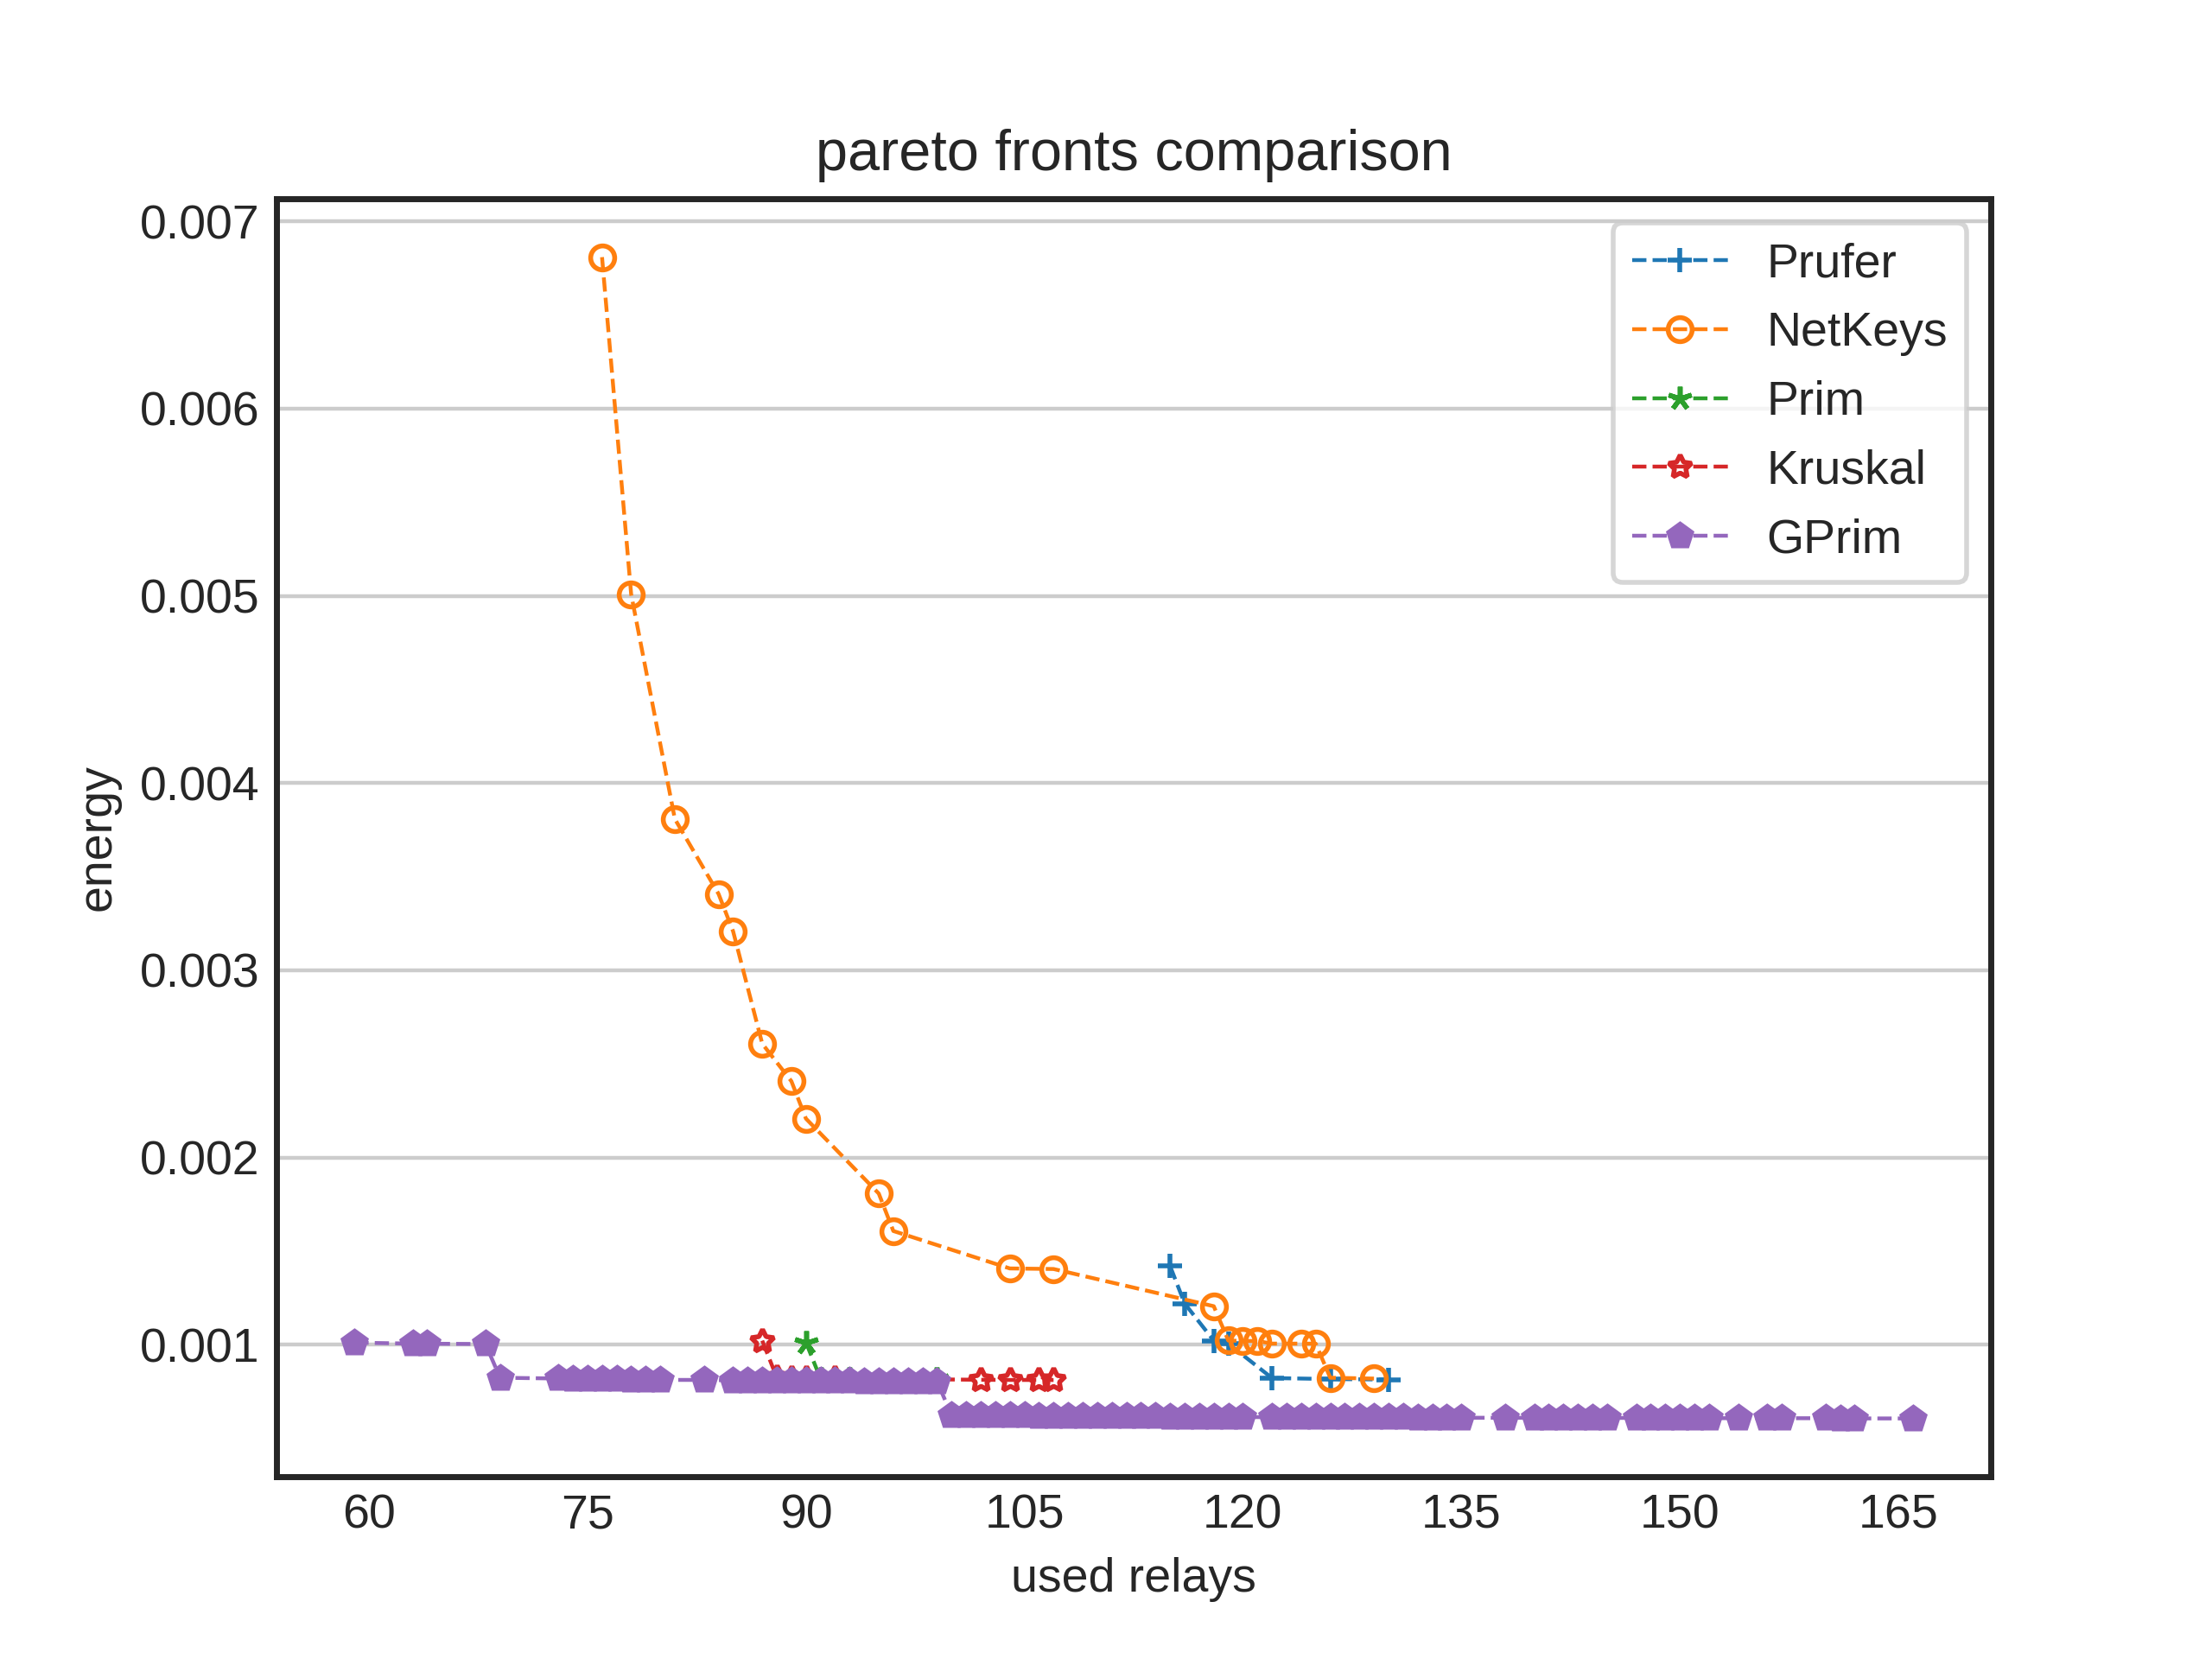 pareto fronts comparison
0.007
0.006
0.005
0.004
0.003
0.002
0.001
energy
Prufer
NetKeys
Prim
Kruskal
GPrim
60 75 90 105 120 135 150 165
used relays